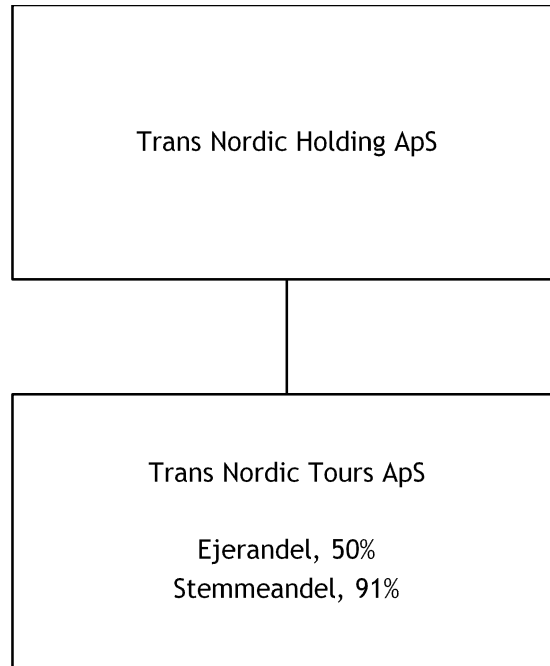 Trans Nordic Holding ApS
Trans Nordic Tours ApS
Ejerandel, 50%
Stemmeandel, 91%